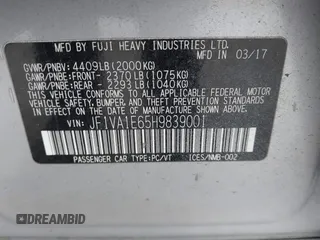 MFD BY FUJI HEAVY INDUSTRIES LTD.
03/17
GVWR/PNBV: 4409LB(2000KG)
GAWR/PNBE:FRONT- 2370LB(1075KG)
GAWR/PNBE:REAR - 2293LB(1040KG)
THIS VEHICLE CONFORMS TO ALL APPLICABLE
U.S. FEDERAL MOTOR VEHICLE SAFETY, BUMPER,
AND THEFT PREVENTION STANDARDS IN
EFFECT ON THE DATE OF MANUFACTURE
SHOWN ABOVE.
VIN: JF1VA1E65H9839001
PASSENGER CAR TYPE:PC/VT ICES/NMB-002
DREAMBID